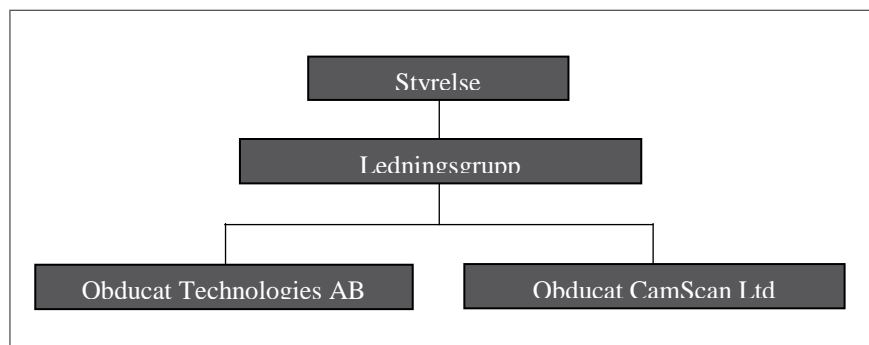 Styrelse
Ledningsgrupp
Obducat Technologies AB
Obducat CamScan Ltd